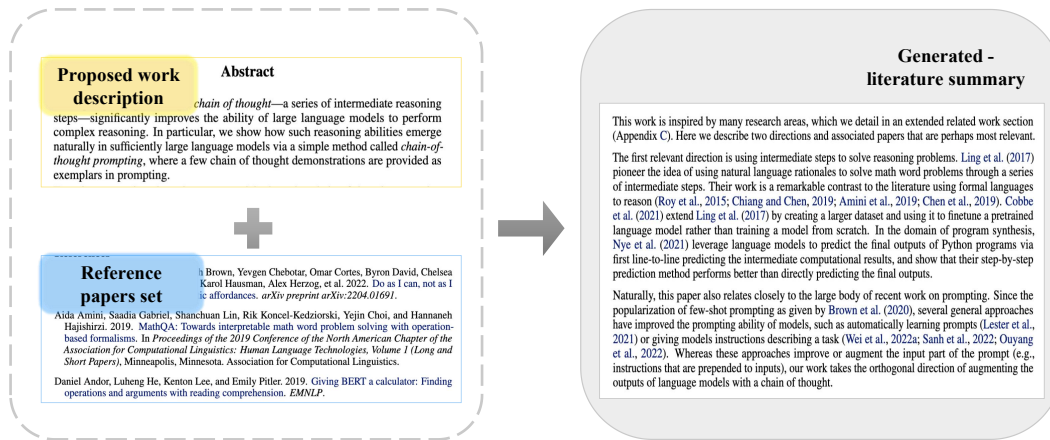 Proposed work
description
Abstract
chain of thought—a series of intermediate reasoning
steps—significantly improves the ability of large language models to perform
complex reasoning. In particular, we show how such reasoning abilities emerge
naturally in sufficiently large language models via a simple method called chain-of-
thought prompting, where a few chain of thought demonstrations are provided as
exemplars in prompting.
Reference
papers set
h Brown, Yevgen Chebotar, Omar Cortes, Byron David, Chelsea
Karol Hausman, Alex Herzog, et al. 2022. Do as I can, not as I
ic affordances. arXiv preprint arXiv:2204.01691.
Aida Amini, Saadia Gabriel, Shanchuan Lin, Rik Koncel-Kedziorski, Yejin Choi, and Hannaneh
Hajishirzi. 2019. MathQA: Towards interpretable math word problem solving with operation-
based formalisms. In Proceedings of the 2019 Conference of the North American Chapter of the
Association for Computational Linguistics: Human Language Technologies, Volume 1 (Long and
Short Papers), Minneapolis, Minnesota. Association for Computational Linguistics.
Daniel Andor, Luheng He, Kenton Lee, and Emily Pitler. 2019. Giving BERT a calculator: Finding
operations and arguments with reading comprehension. EMNLP.
Generated -
literature summary
This work is inspired by many research areas, which we detail in an extended related work section
(Appendix C). Here we describe two directions and associated papers that are perhaps most relevant.
The first relevant direction is using intermediate steps to solve reasoning problems. Ling et al. (2017)
pioneer the idea of using natural language rationales to solve math word problems through a series
of intermediate steps. Their work is a remarkable contrast to the literature using formal languages
to reason (Roy et al., 2015; Chiang and Chen, 2019; Amini et al., 2019; Chen et al., 2019). Cobbe
et al. (2021) extend Ling et al. (2017) by creating a larger dataset and using it to finetune a pretrained
language model rather than training a model from scratch. In the domain of program synthesis,
Nye et al. (2021) leverage language models to predict the final outputs of Python programs via
first line-to-line predicting the intermediate computational results, and show that their step-by-step
prediction method performs better than directly predicting the final outputs.
Naturally, this paper also relates closely to the large body of recent work on prompting. Since the
popularization of few-shot prompting as given by Brown et al. (2020), several general approaches
have improved the prompting ability of models, such as automatically learning prompts (Lester et al.,
2021) or giving models instructions describing a task (Wei et al., 2022a; Sanh et al., 2022; Ouyang
et al., 2022). Whereas these approaches improve or augment the input part of the prompt (e.g.,
instructions that are prepended to inputs), our work takes the orthogonal direction of augmenting the
outputs of language models with a chain of thought.